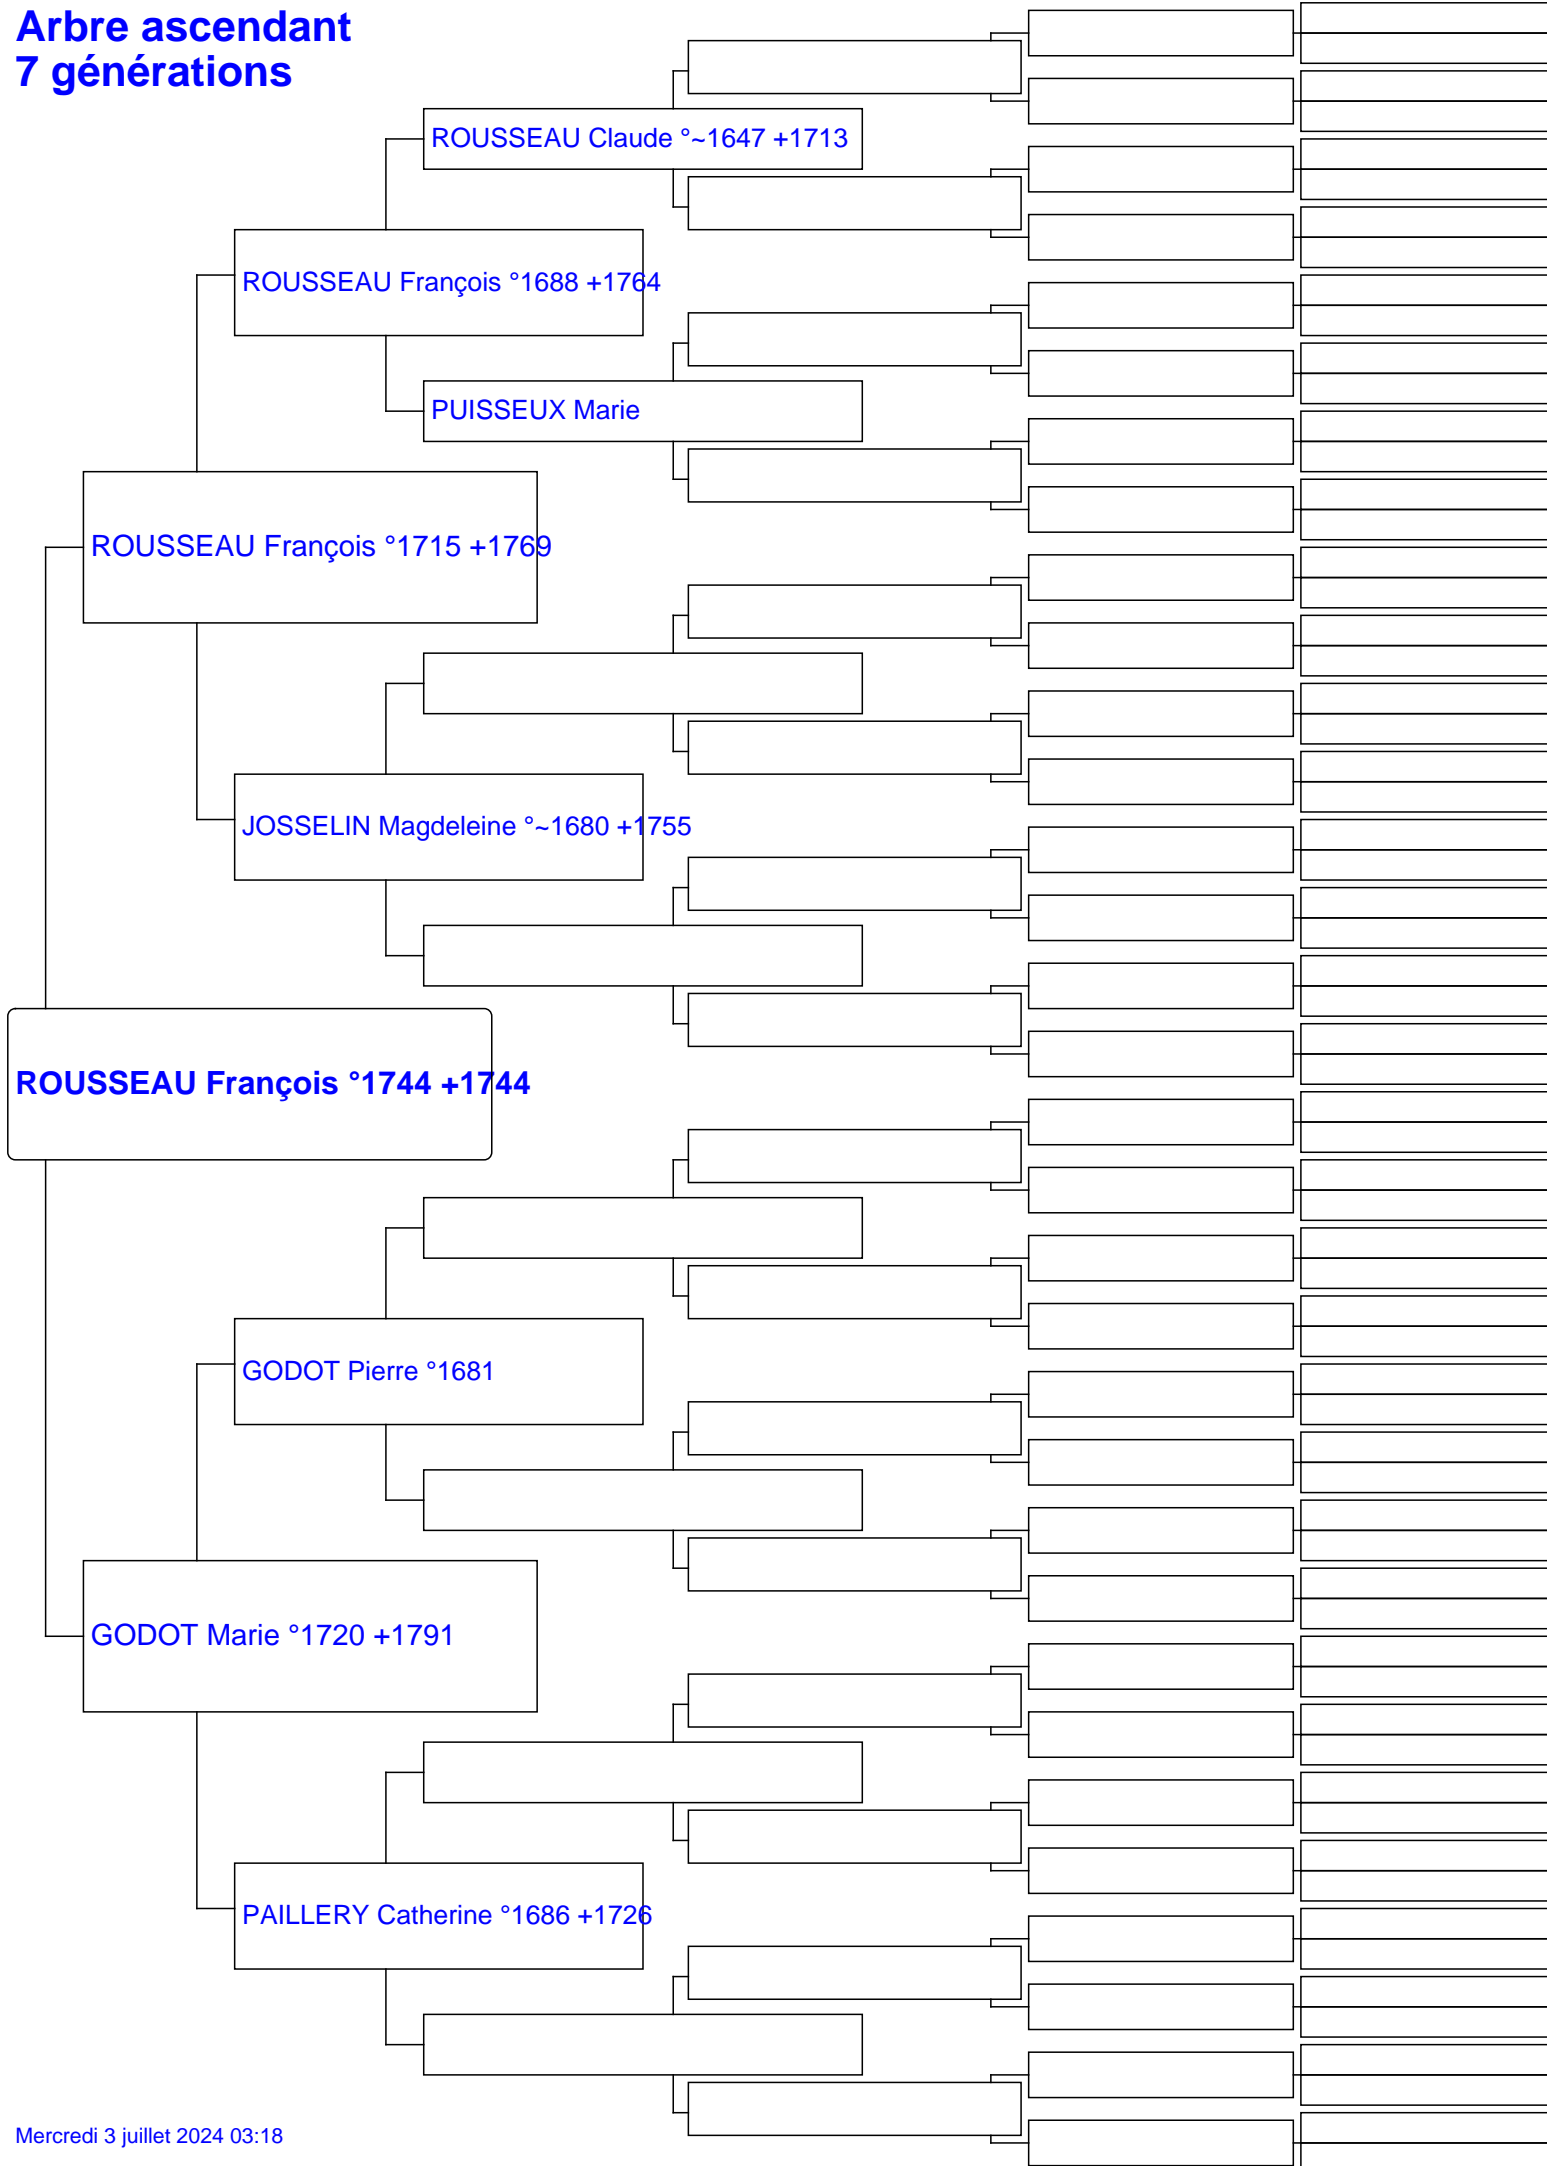 Arbre ascendant
7 générations
ROUSSEAU Claude °~1647 +1713
ROUSSEAU François °1688 +1764
PUISSEUX Marie
ROUSSEAU François °1715 +1769
JOSSELIN Magdeleine °~1680 +1755
ROUSSEAU François °1744 +1744
GODOT Pierre °1681
GODOT Marie °1720 +1791
PAILLERY Catherine °1686 +1726
Mercredi 3 juillet 2024 03:18